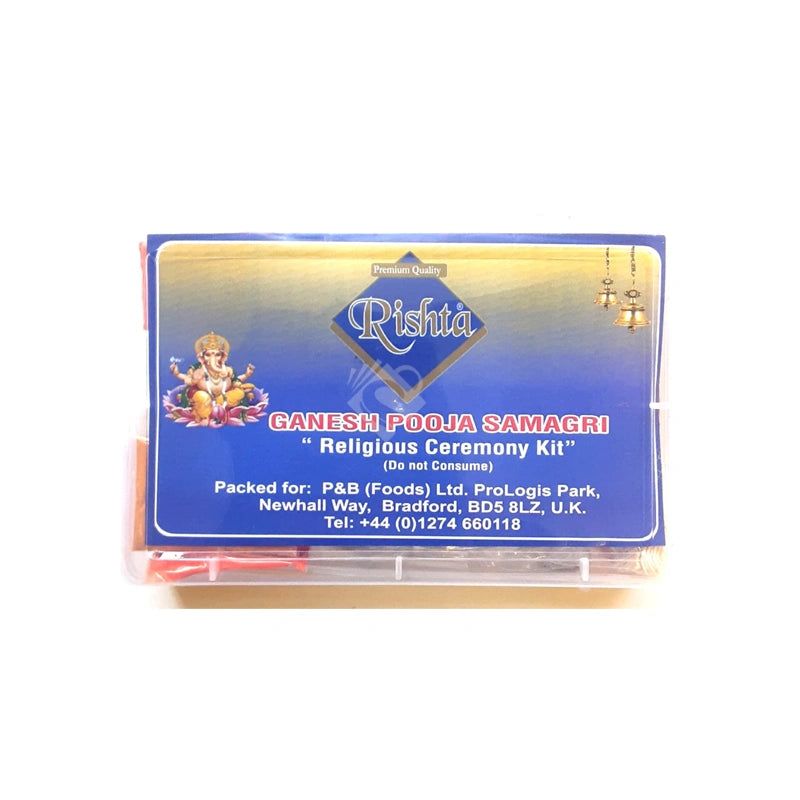 Premium Quality
Rishta®
GANESH POOJA SAMAGRI
“ Religious Ceremony Kit”
(Do not Consume)
Packed for: P&B (Foods) Ltd. ProLogis Park,
Newhall Way, Bradford, BD5 8LZ, U.K.
Tel: +44 (0)1274 660118